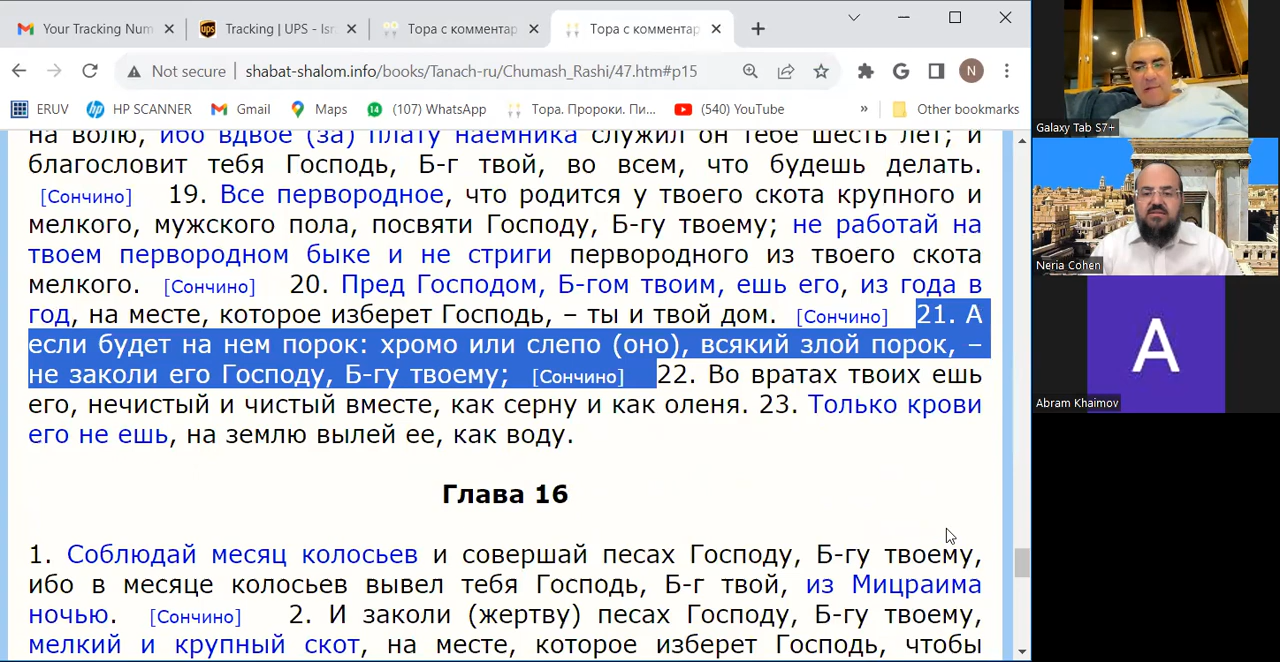 Your Tracking Num
Tracking | UPS - Isr
Тора с комментар
Тора с комментар
Not secure
shabat-shalom.info/books/Tanach-ru/Chumash_Rashi/47.htm#p15
N
ERUV
HP SCANNER
Gmail
Maps
14 (107) WhatsApp
Тора. Пророки. Пи...
(540) YouTube
»
Other bookmarks
на волю, ибо вдвое (за) плату наемника служил он тебе шесть лет; и
благословит тебя Господь, Б-г твой, во всем, что будешь делать.
[Сончино] 19. Все первородное, что родится у твоего скота крупного и
мелкого, мужского пола, посвяти Господу, Б-гу твоему; не работай на
твоем первородном быке и не стриги первородного из твоего скота
мелкого. [Сончино] 20. Пред Господом, Б-гом твоим, ешь его, из года в
год, на месте, которое изберет Господь, – ты и твой дом. [Сончино] 21. А
если будет на нем порок: хромо или слепо (оно), всякий злой порок, –
не заколи его Господу, Б-гу твоему; [Сончино] 22. Во вратах твоих ешь
его, нечистый и чистый вместе, как серну и как оленя. 23. Только крови
его не ешь, на землю вылей ее, как воду.
Глава 16
1. Соблюдай месяц колосьев и совершай песах Господу, Б-гу твоему,
ибо в месяце колосьев вывел тебя Господь, Б-г твой, из Мицраима
ночью. [Сончино] 2. И заколи (жертву) песах Господу, Б-гу твоему,
мелкий и крупный скот, на месте, которое изберет Господь, чтобы
Galaxy Tab S7+
Neria Cohen
A
Abram Khaimov